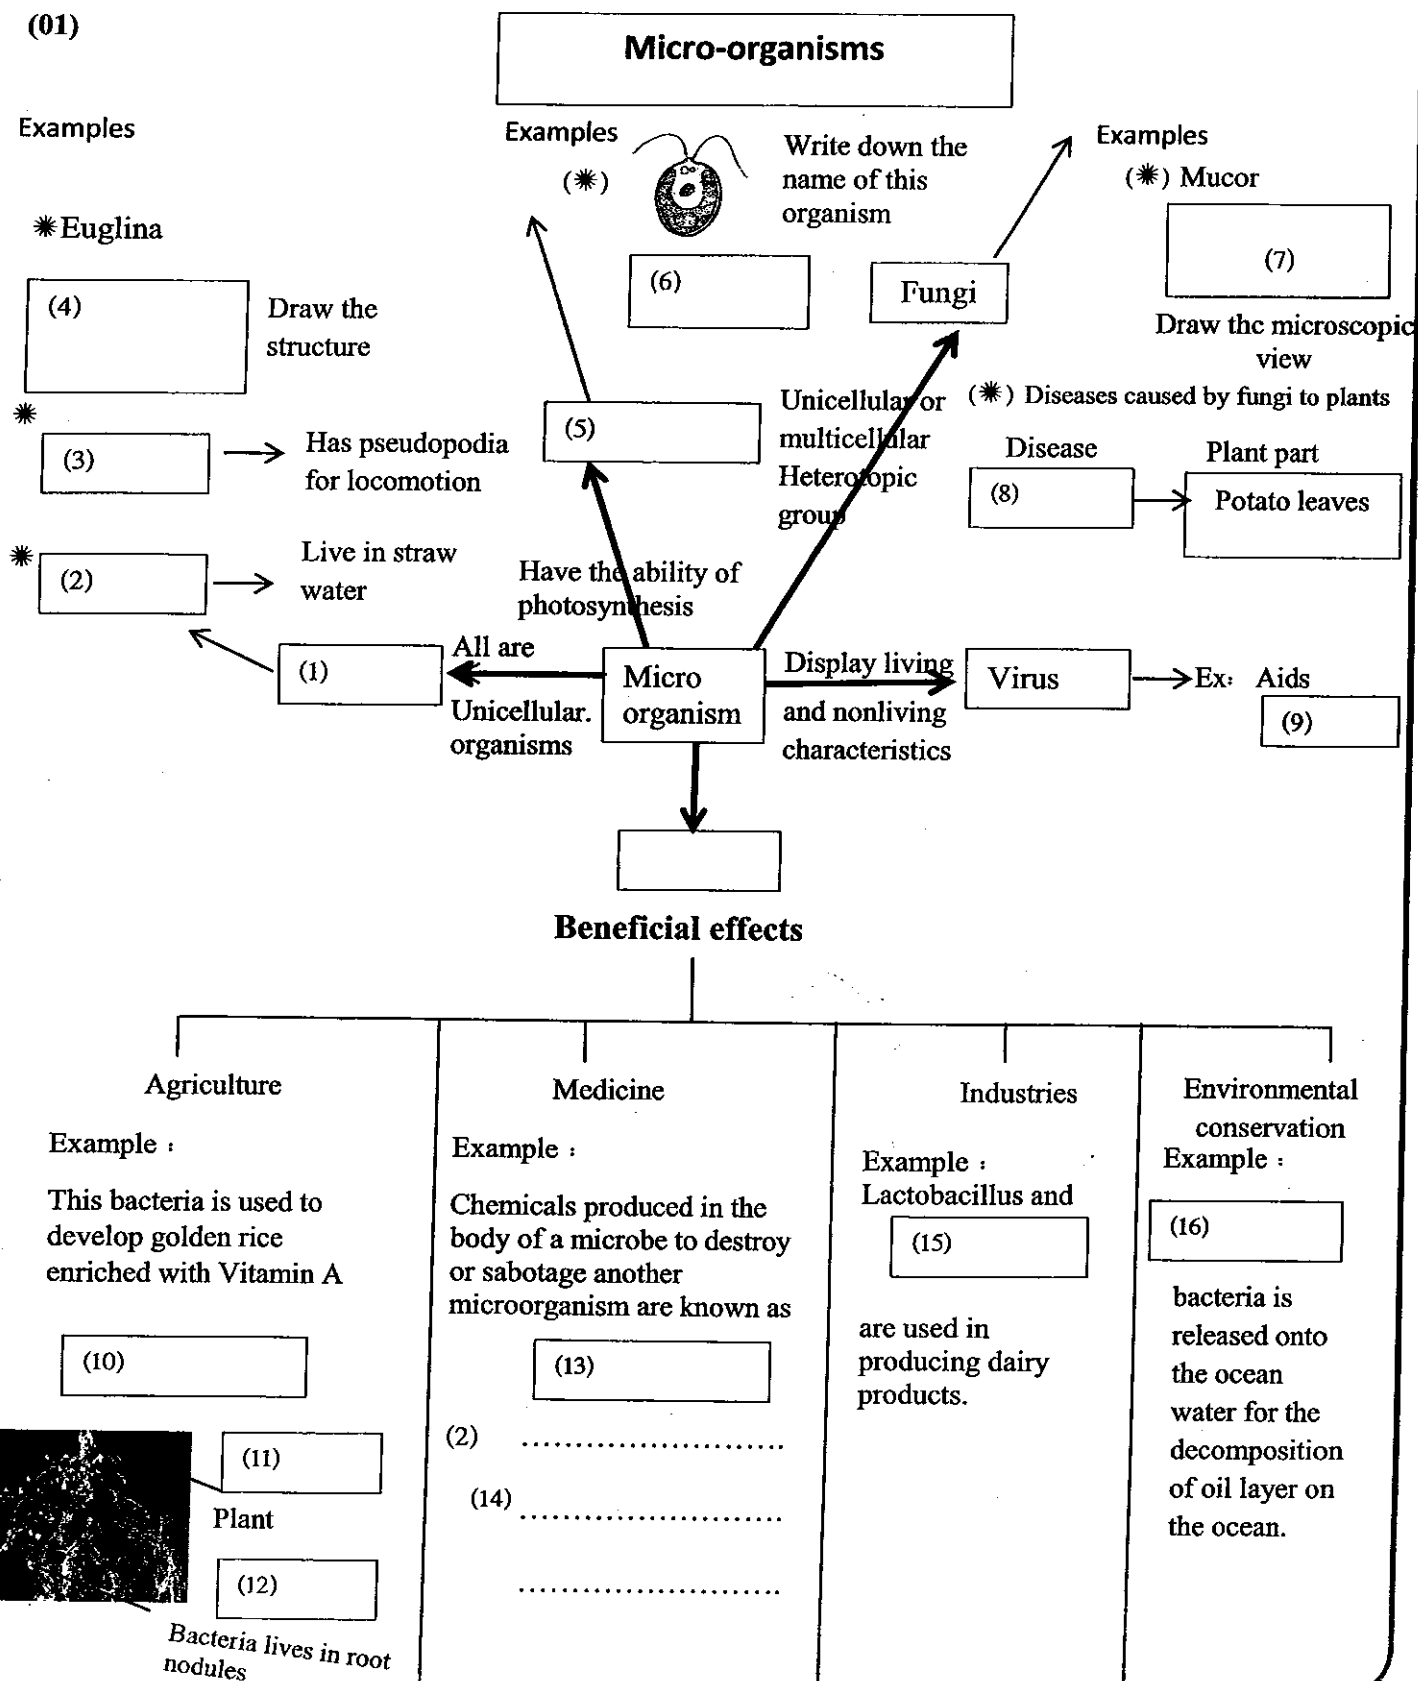 (01)
Micro-organisms
Examples
✷Euglina
(4)
Draw the
structure
✷
(3)
Has pseudopodia
for locomotion
✷
(2)
Live in straw
water
(1)
All are
Unicellular.
organisms
Examples
(✷)
Write down the
name of this
organism
(6)
(5)
Have the ability of
photosynthesis
Micro
organism
Fungi
Unicellular or
multicellular
Heterotopic
group
Examples
(✷) Mucor
(7)
Draw the microscopic
view
(✷) Diseases caused by fungi to plants
Disease
Plant part
(8)
Potato leaves
Display living
and nonliving
characteristics
Virus
Ex: Aids
(9)
Beneficial effects
Agriculture
Example :
This bacteria is used to
develop golden rice
enriched with Vitamin A
(10)
(11)
Plant
(12)
Bacteria lives in root
nodules
Medicine
Example :
Chemicals produced in the
body of a microbe to destroy
or sabotage another
microorganism are known as
(13)
(2) ..........................
(14) ..........................
..........................
Industries
Example :
Lactobacillus and
(15)
are used in
producing dairy
products.
Environmental
conservation
Example :
(16)
bacteria is
released onto
the ocean
water for the
decomposition
of oil layer on
the ocean.